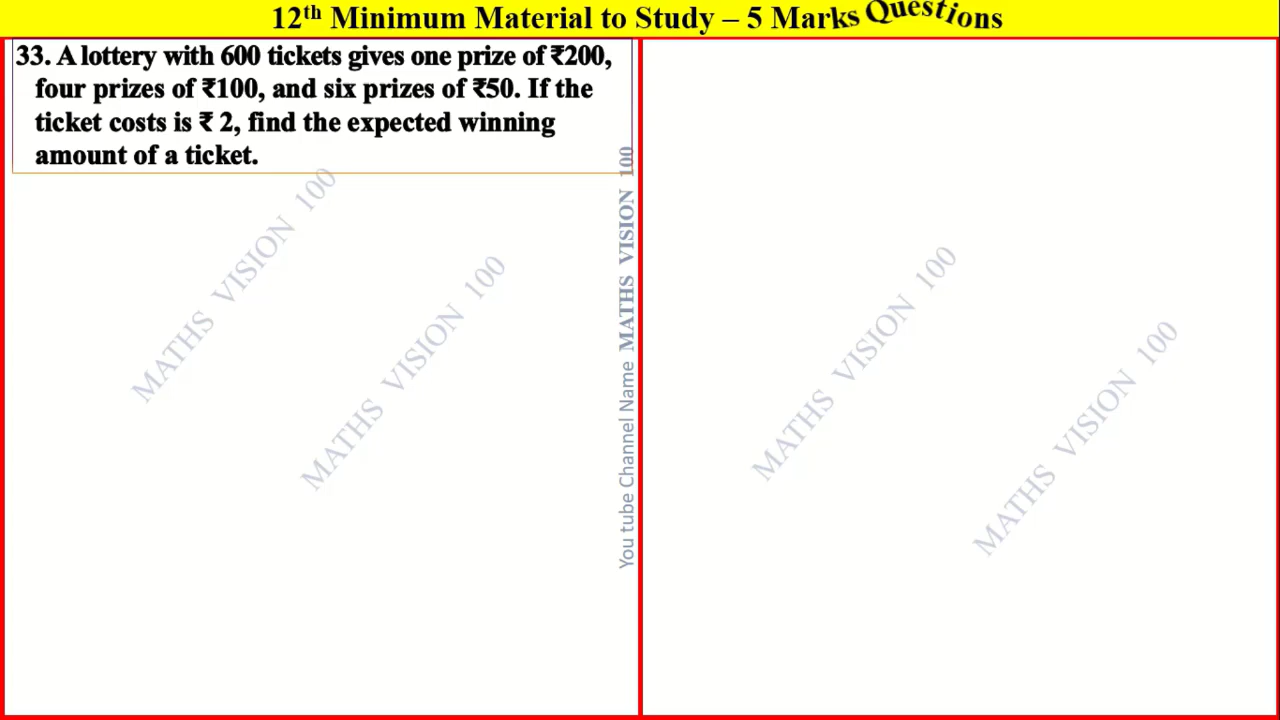 12th Minimum Material to Study – 5 Marks Questions
33. A lottery with 600 tickets gives one prize of ₹200,
four prizes of ₹100, and six prizes of ₹50. If the
ticket costs is ₹ 2, find the expected winning
amount of a ticket.
MATHS VISION 100
MATHS VISION 100
You tube Channel Name MATHS VISION 100
MATHS VISION 100
MATHS VISION 100